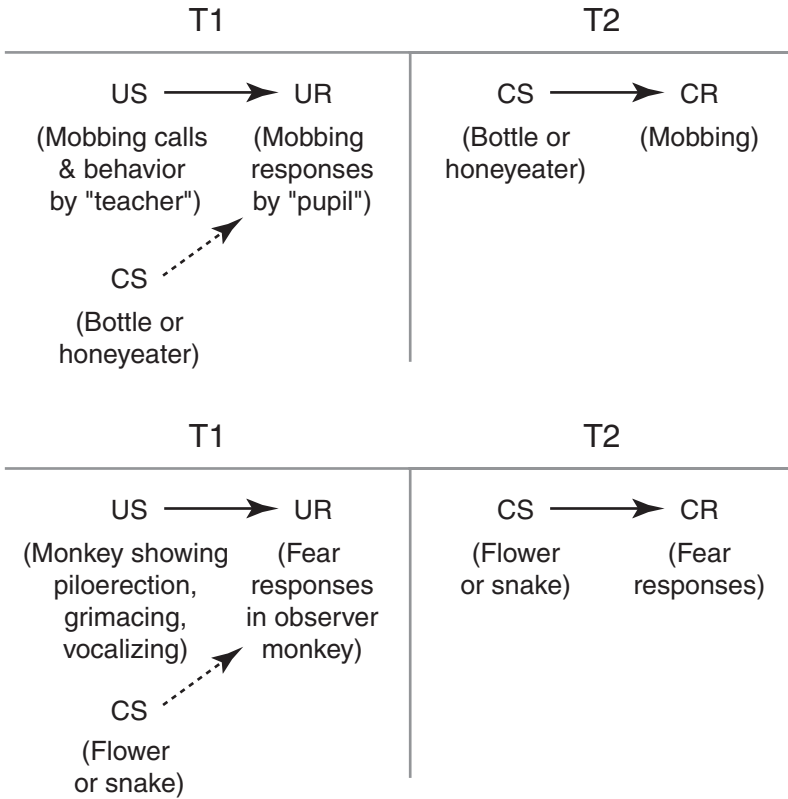 T1 T2
US UR CS CR
(Mobbing calls (Mobbing (Bottle or (Mobbing)
& behavior responses honeyeater)
by "teacher") by "pupil")
CS
(Bottle or
honeyeater)
T1 T2
US UR CS CR
(Monkey showing (Fear (Flower (Fear
piloerection, responses or snake) responses)
grimacing, in observer
vocalizing) monkey)
CS
(Flower
or snake)